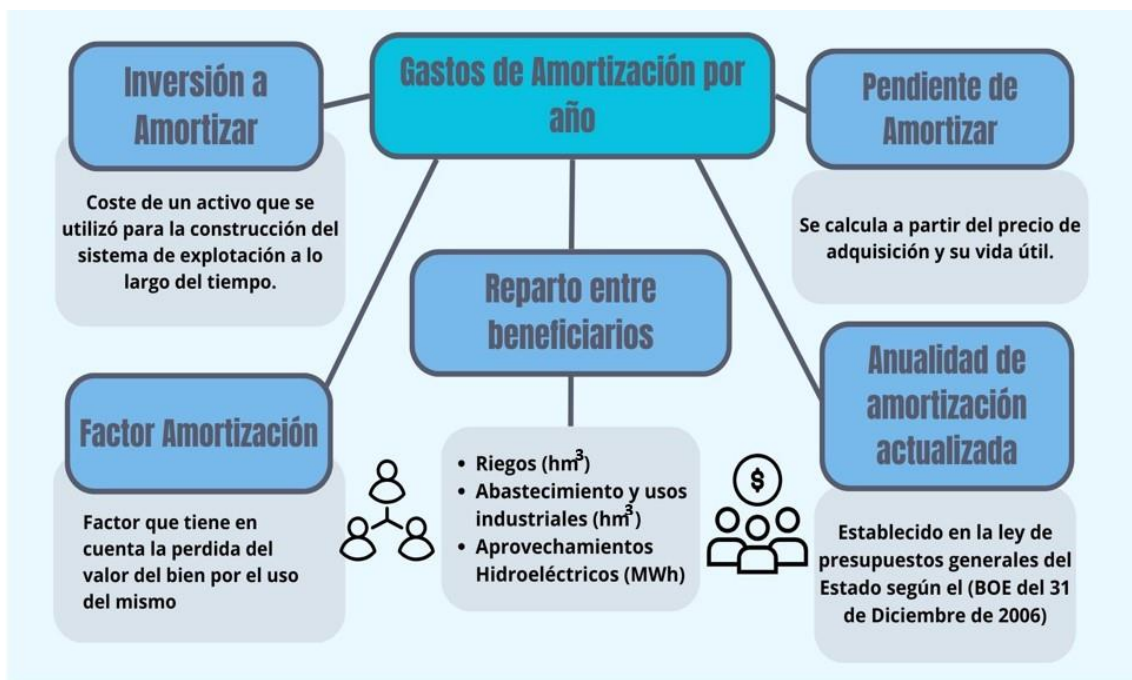 Gastos de Amortización por
año
Inversión a
Amortizar
Coste de un activo que se
utilizó para la construcción del
sistema de explotación a lo
largo del tiempo.
Pendiente de
Amortizar
Se calcula a partir del precio de
adquisición y su vida útil.
Factor Amortización
Factor que tiene en
cuenta la perdida del
valor del bien por el uso
del mismo
Reparto entre
beneficiarios
• Riegos (hm³)
• Abastecimiento y usos
industriales (hm³)
• Aprovechamientos
Hidroeléctricos (MWh)
$
Anualidad de
amortización
actualizada
Establecido en la ley de
presupuestos generales del
Estado según el (BOE del 31
de Diciembre de 2006)